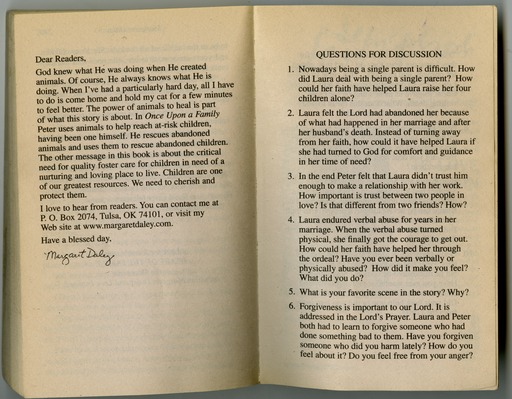 Dear Readers,
God knew what He was doing when He created
animals. Of course, He always knows what He is
doing. When I've had a particularly hard day, all I have
to do is come home and hold my cat for a few minutes
to feel better. The power of animals to heal is part
of what this story is about. In Once Upon a Family
Peter uses animals to help reach at-risk children,
having been one himself. He rescues abandoned
animals and uses them to rescue abandoned children.
The other message in this book is about the critical
need for quality foster care for children in need of a
nurturing and loving place to live. Children are one
of our greatest resources. We need to cherish and
protect them.
I love to hear from readers. You can contact me at
P. O. Box 2074, Tulsa, OK 74101, or visit my
Web site at www.margaretdaley.com.
Have a blessed day.
Margaret Daley
QUESTIONS FOR DISCUSSION
1. Nowadays being a single parent is difficult. How
did Laura deal with being a single parent? How
could her faith have helped Laura raise her four
children alone?
2. Laura felt the Lord had abandoned her because
of what had happened in her marriage and after
her husband's death. Instead of turning away
from her faith, how could it have helped Laura if
she had turned to God for comfort and guidance
in her time of need?
3. In the end Peter felt that Laura didn't trust him
enough to make a relationship with her work.
How important is trust between two people in
love? Is that different from two friends? How?
4. Laura endured verbal abuse for years in her
marriage. When the verbal abuse turned
physical, she finally got the courage to get out.
How could her faith have helped her through
the ordeal? Have you ever been verbally or
physically abused? How did it make you feel?
What did you do?
5. What is your favorite scene in the story? Why?
6. Forgiveness is important to our Lord. It is
addressed in the Lord's Prayer. Laura and Peter
both had to learn to forgive someone who had
done something bad to them. Have you forgiven
someone who did you harm lately? How do you
feel about it? Do you feel free from your anger?